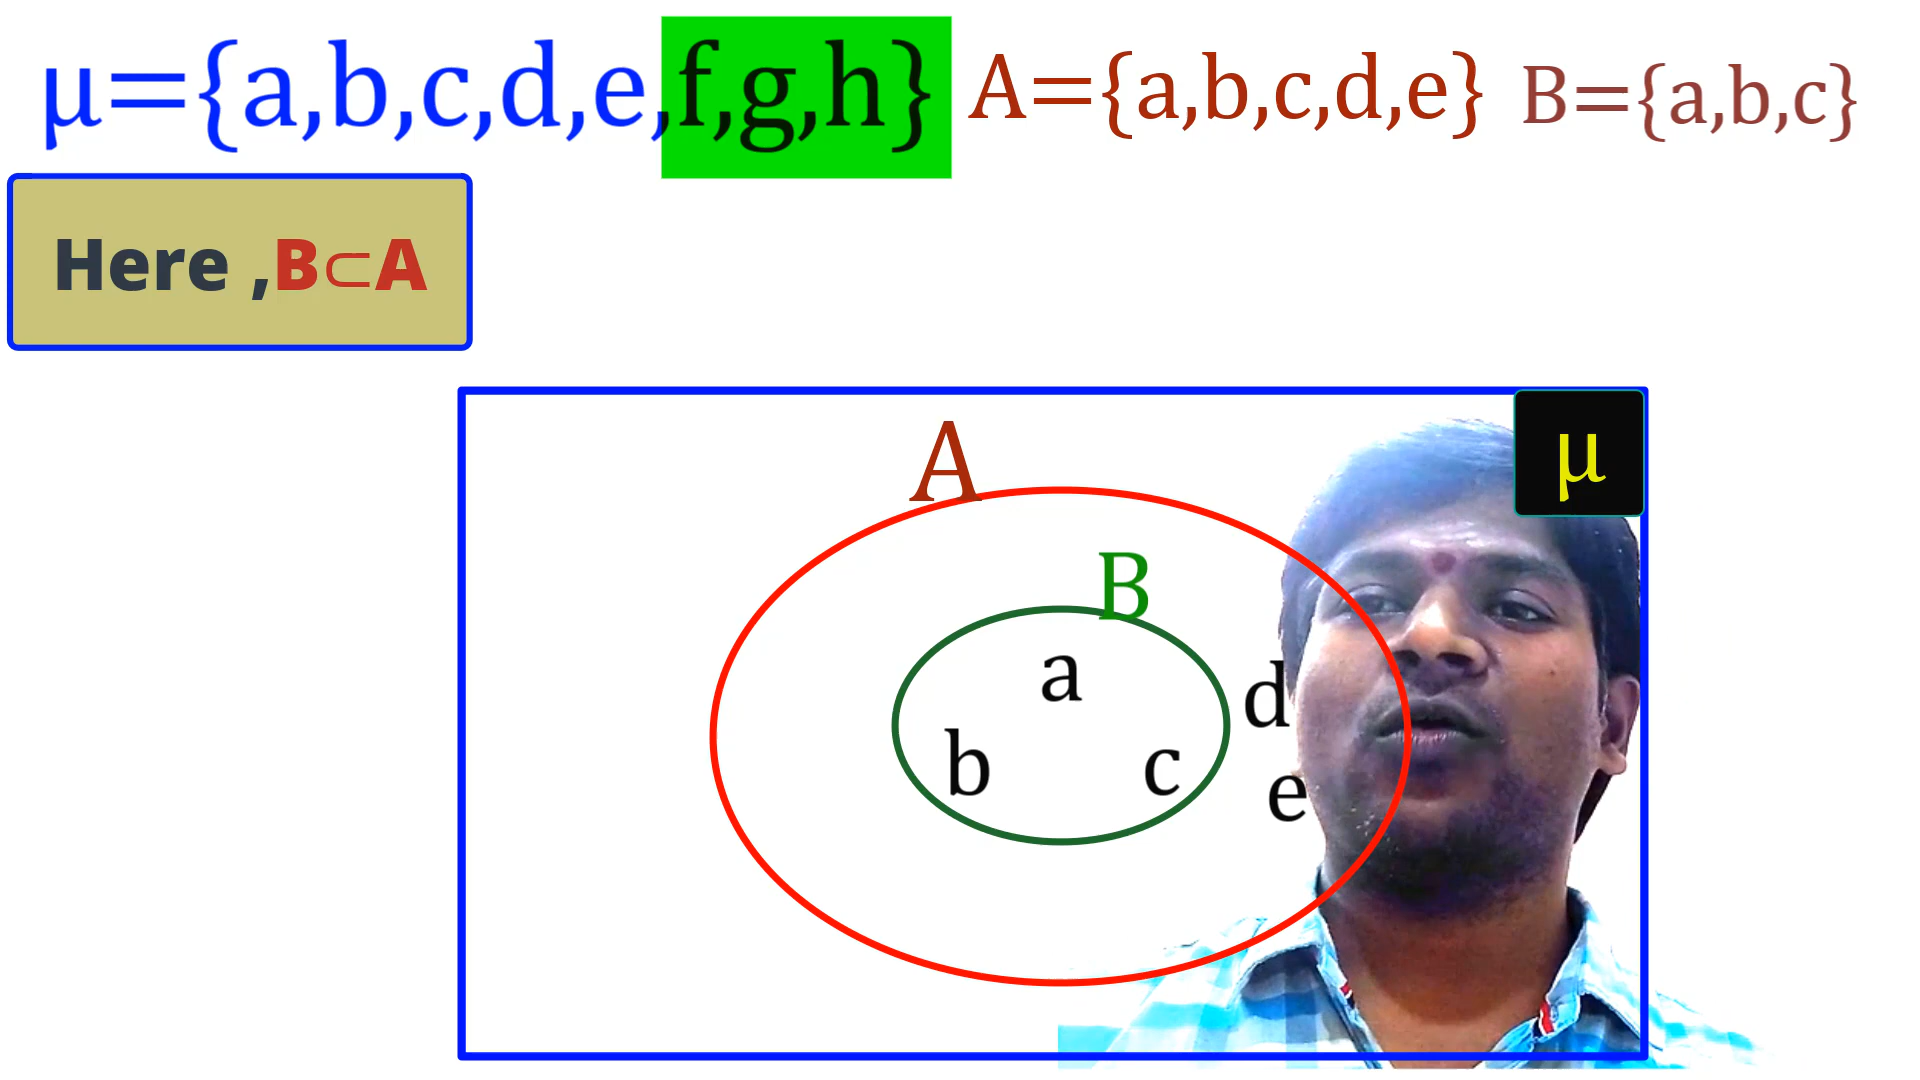 μ={a,b,c,d,e,f,g,h} A={a,b,c,d,e} B={a,b,c}
Here ,B⊂A
μ
A
B
a
d
b
c
e